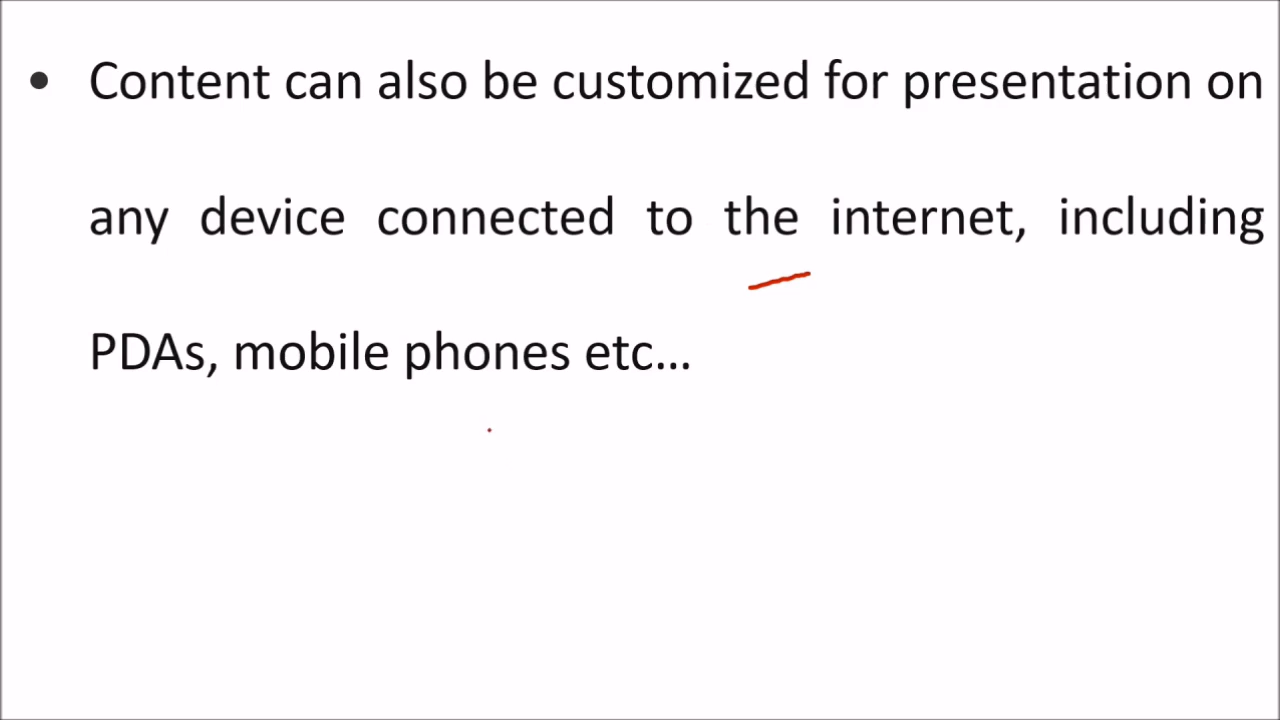 • Content can also be customized for presentation on
any device connected to the internet, including
PDAs, mobile phones etc...